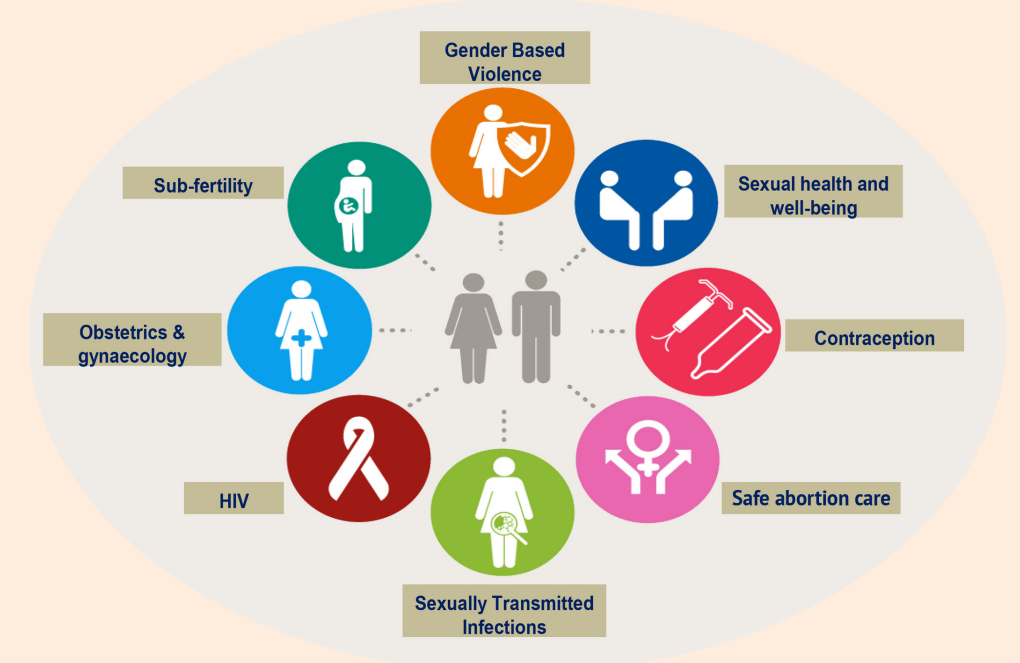 Gender Based
Violence
Sub-fertility
Sexual health and
well-being
Obstetrics &
gynaecology
Contraception
HIV
Safe abortion care
Sexually Transmitted
Infections